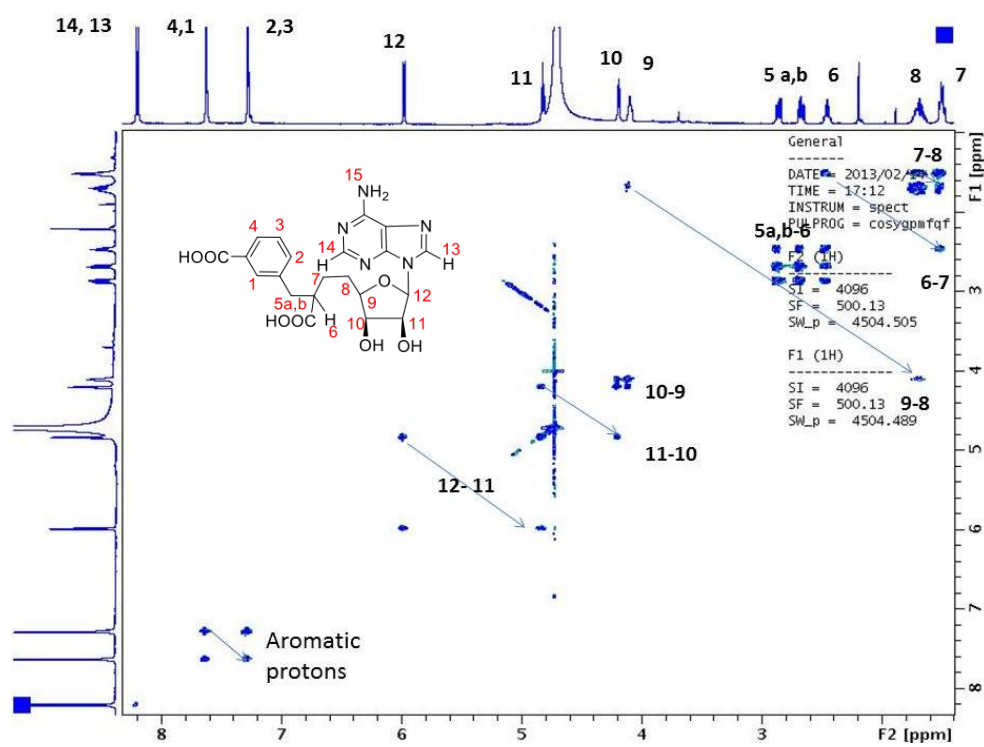 14, 13
4,1
2,3
12
11
10
9
5 a,b
6
8
7
General
DATE = 2013/02/
TIME = 17:12
INSTRUM = spect
PULPROG = cosygpmfqf
F2 (1H)
SI = 4096
SF = 500.13
SW_p = 4504.505
F1 (1H)
SI = 4096
SF = 500.13
SW_p = 4504.489
7-8
5a,b-6
6-7
9-8
10-9
11-10
12- 11
Aromatic
protons
15
NH2
N
N
14
H
N
N
13
H
4
3
HOOC
2
1
7
5a,b
8
O
9
12
HOOC
H
6
10
11
OH
OH
F1 [ppm]
3
4
5
6
7
8
8
7
6
5
4
3
F2 [ppm]